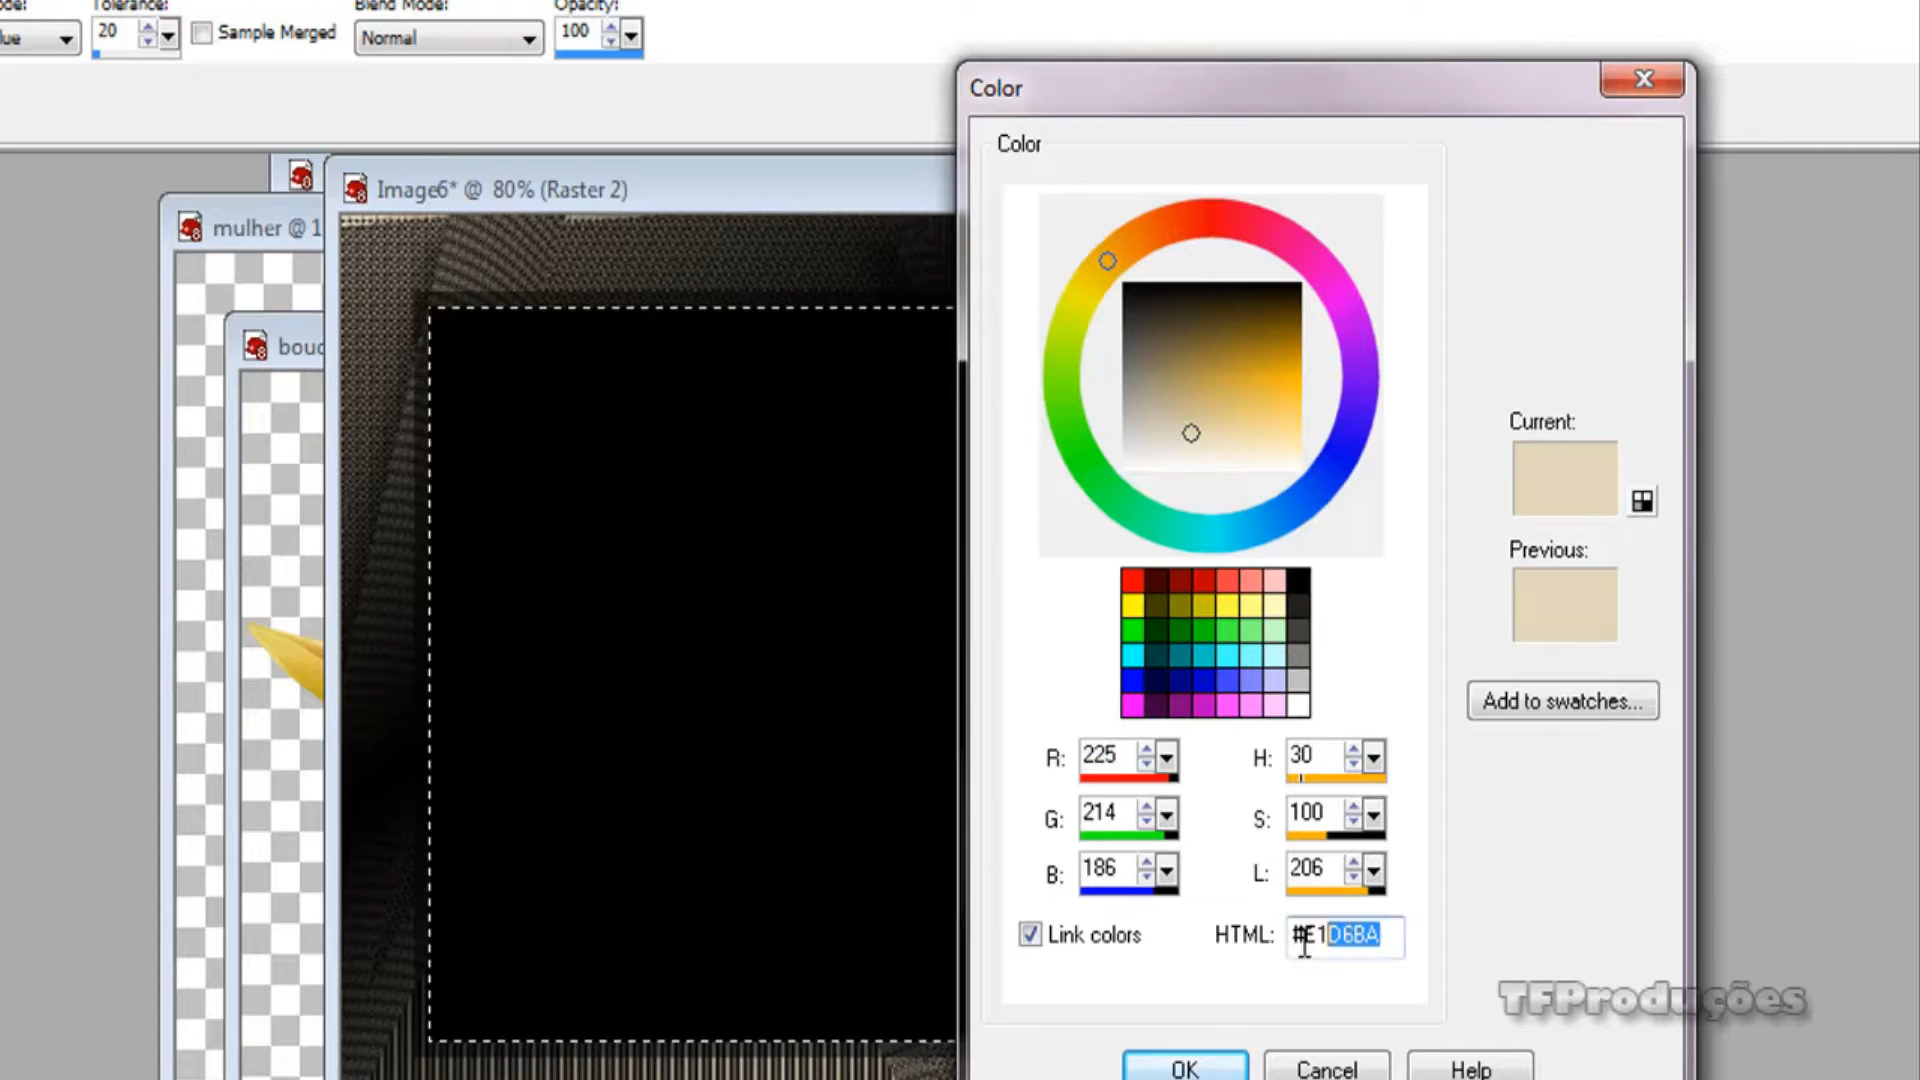 Tolerance:
Blend Mode:
Opacity:
20
Sample Merged
Normal
100
Color
Color
Image6* @ 80% (Raster 2)
mulher @ 1
Current:
Previous:
Add to swatches...
R: 225
H: 30
G: 214
S: 100
B: 186
L: 206
Link colors
HTML: #E1D6BA
TFProduções
OK
Cancel
Help